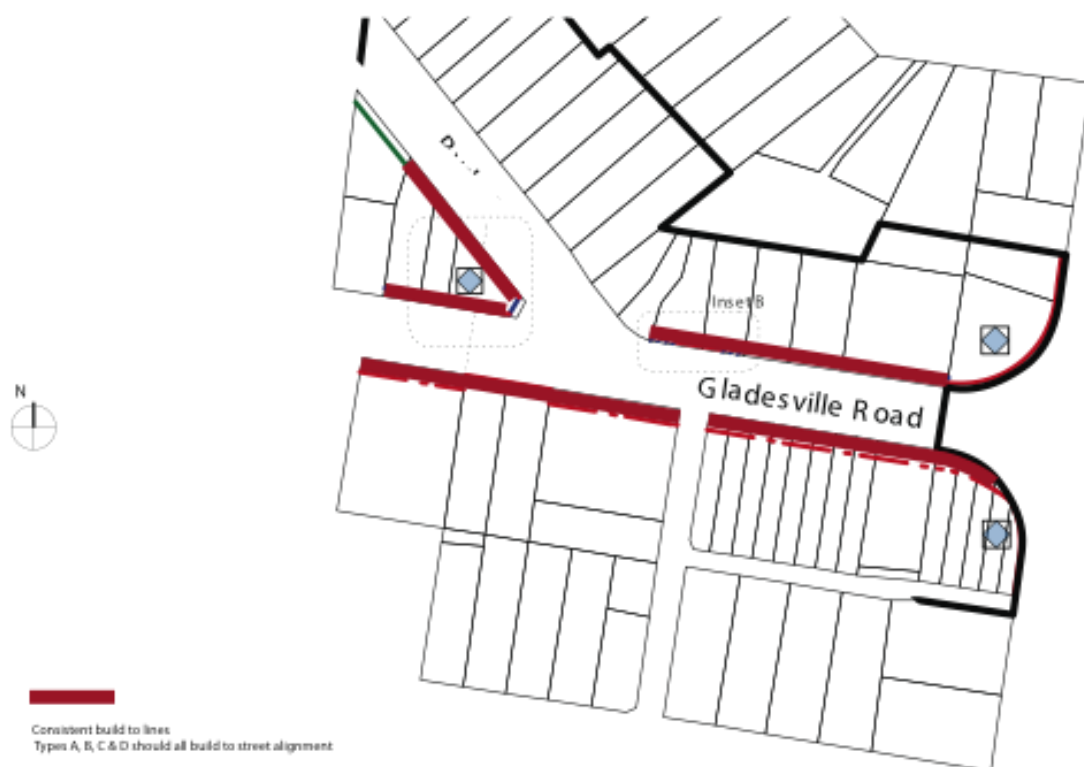 Inset B
Gladesville Road
N
Consistent build to lines
Types A, B, C & D should all build to street alignment